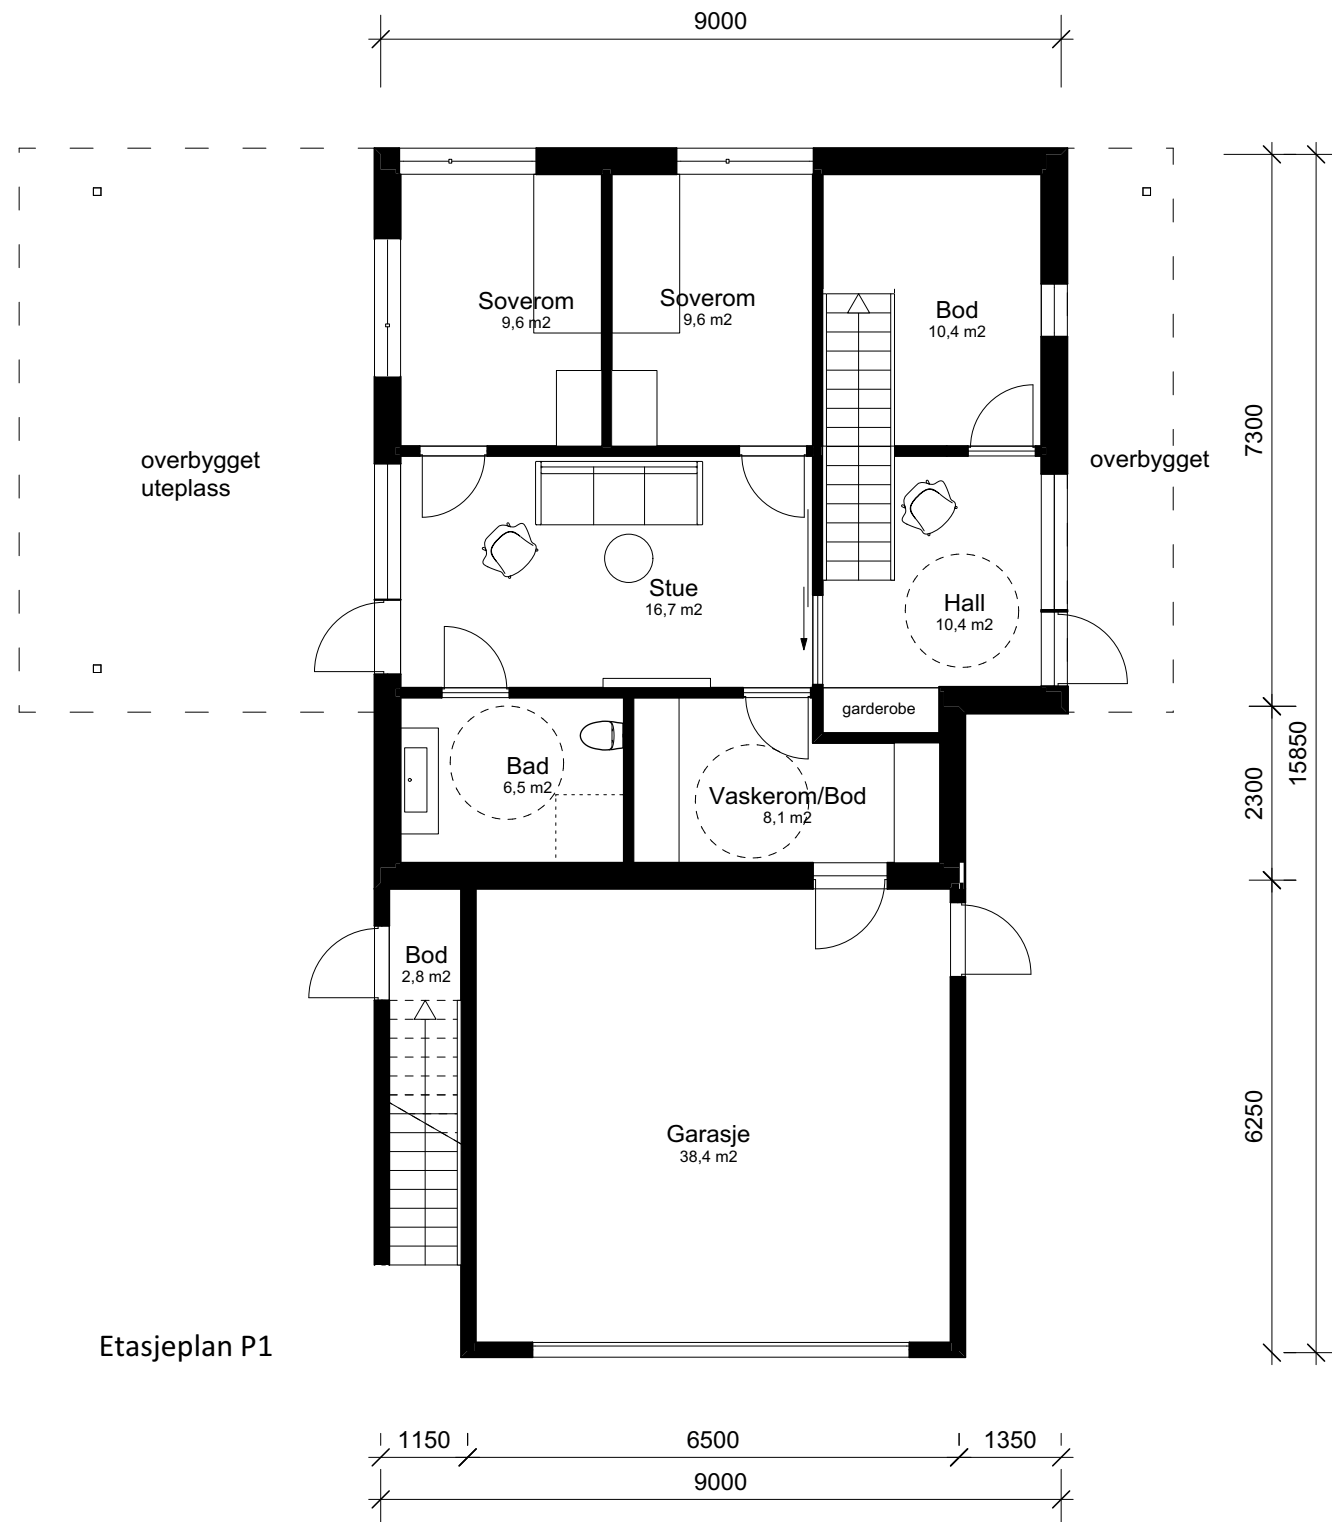 9000
Soverom
9,6 m2
Soverom
9,6 m2
Bod
10,4 m2
7300
overbygget
uteplass
overbygget
Stue
16,7 m2
Hall
10,4 m2
garderobe
15850
Bad
6,5 m2
Vaskerom/Bod
8,1 m2
2300
Bod
2,8 m2
Garasje
38,4 m2
6250
Etasjeplan P1
1150
6500
1350
9000